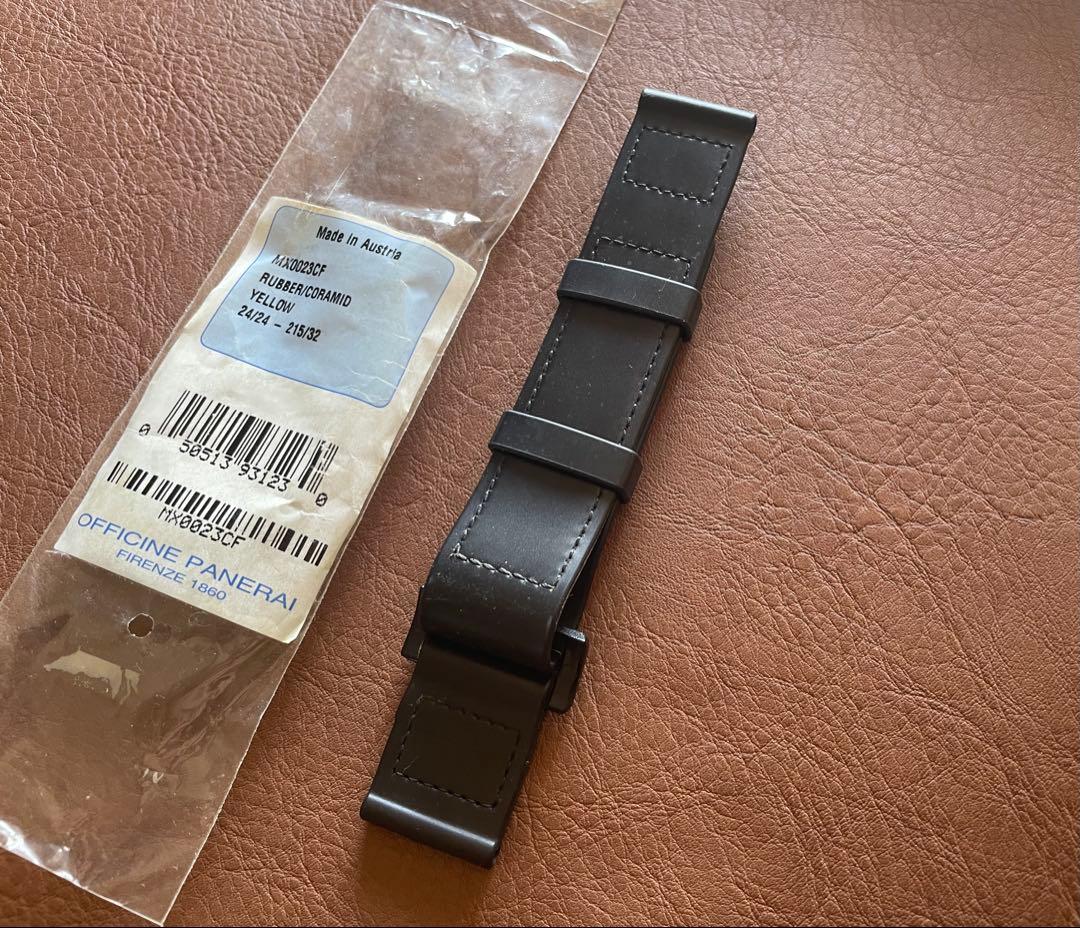 Made in Austria
MX0023CF
RUBBER/CORAMID
YELLOW
24/24 - 215/32
0 50513 93123 0
MX0023CF
OFFICINE PANERAI
FIRENZE 1860